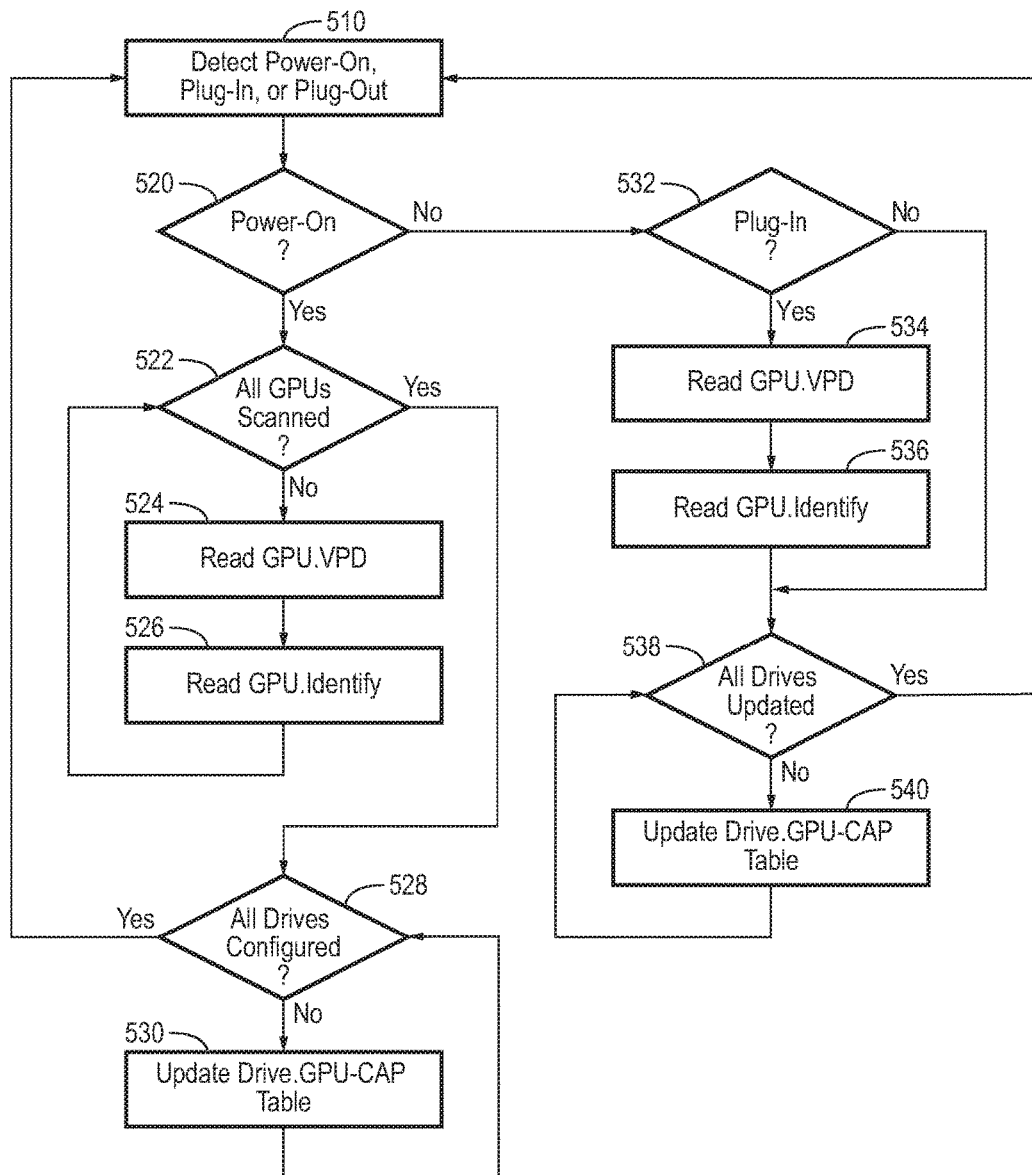 510
Detect Power-On,
Plug-In, or Plug-Out
520
Power-On
?
No
Yes
532
Plug-In
?
No
Yes
522
All GPUs
Scanned
?
Yes
No
534
Read GPU.VPD
524
Read GPU.VPD
536
Read GPU.Identify
526
Read GPU.Identify
538
All Drives
Updated
?
Yes
No
540
Update Drive.GPU-CAP
Table
528
All Drives
Configured
?
Yes
No
530
Update Drive.GPU-CAP
Table